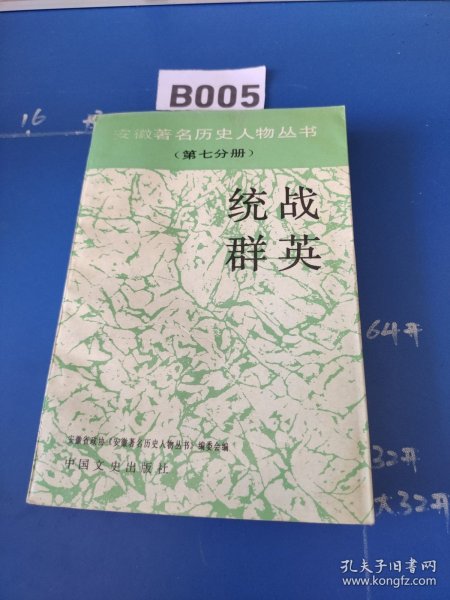 B005
16 开
安徽著名历史人物丛书
（第七分册）
统战
群英
64开
安徽省政协《安徽著名历史人物丛书》编委会编
中国文史出版社
32开
大32开
孔夫子旧书网
www.kongfz.com